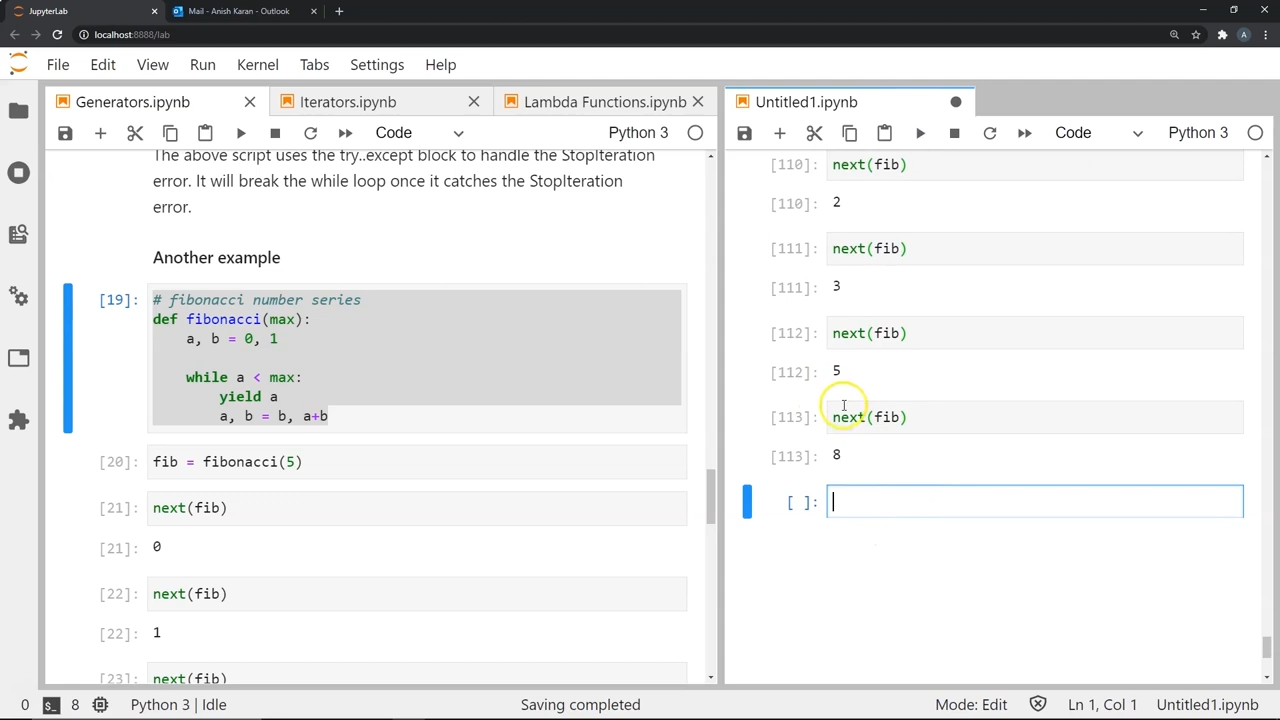 JupyterLab
Mail - Anish Karan - Outlook
localhost:8888/lab
A
File Edit View Run Kernel Tabs Settings Help
Generators.ipynb
Iterators.ipynb
Lambda Functions.ipynb
Code
Python 3
The above script uses the try..except block to handle the StopIteration
error. It will break the while loop once it catches the StopIteration
error.
Another example
[19]: # fibonacci number series
def fibonacci(max):
a, b = 0, 1
while a < max:
yield a
a, b = b, a+b
[20]: fib = fibonacci(5)
[21]: next(fib)
[21]: 0
[22]: next(fib)
[22]: 1
[23]: next(fib)
Untitled1.ipynb
Code
Python 3
[110]: next(fib)
[110]: 2
[111]: next(fib)
[111]: 3
[112]: next(fib)
[112]: 5
[113]: next(fib)
[113]: 8
[ ]:
0 $_ 8 Python 3 | Idle
Saving completed
Mode: Edit
Ln 1, Col 1
Untitled1.ipynb